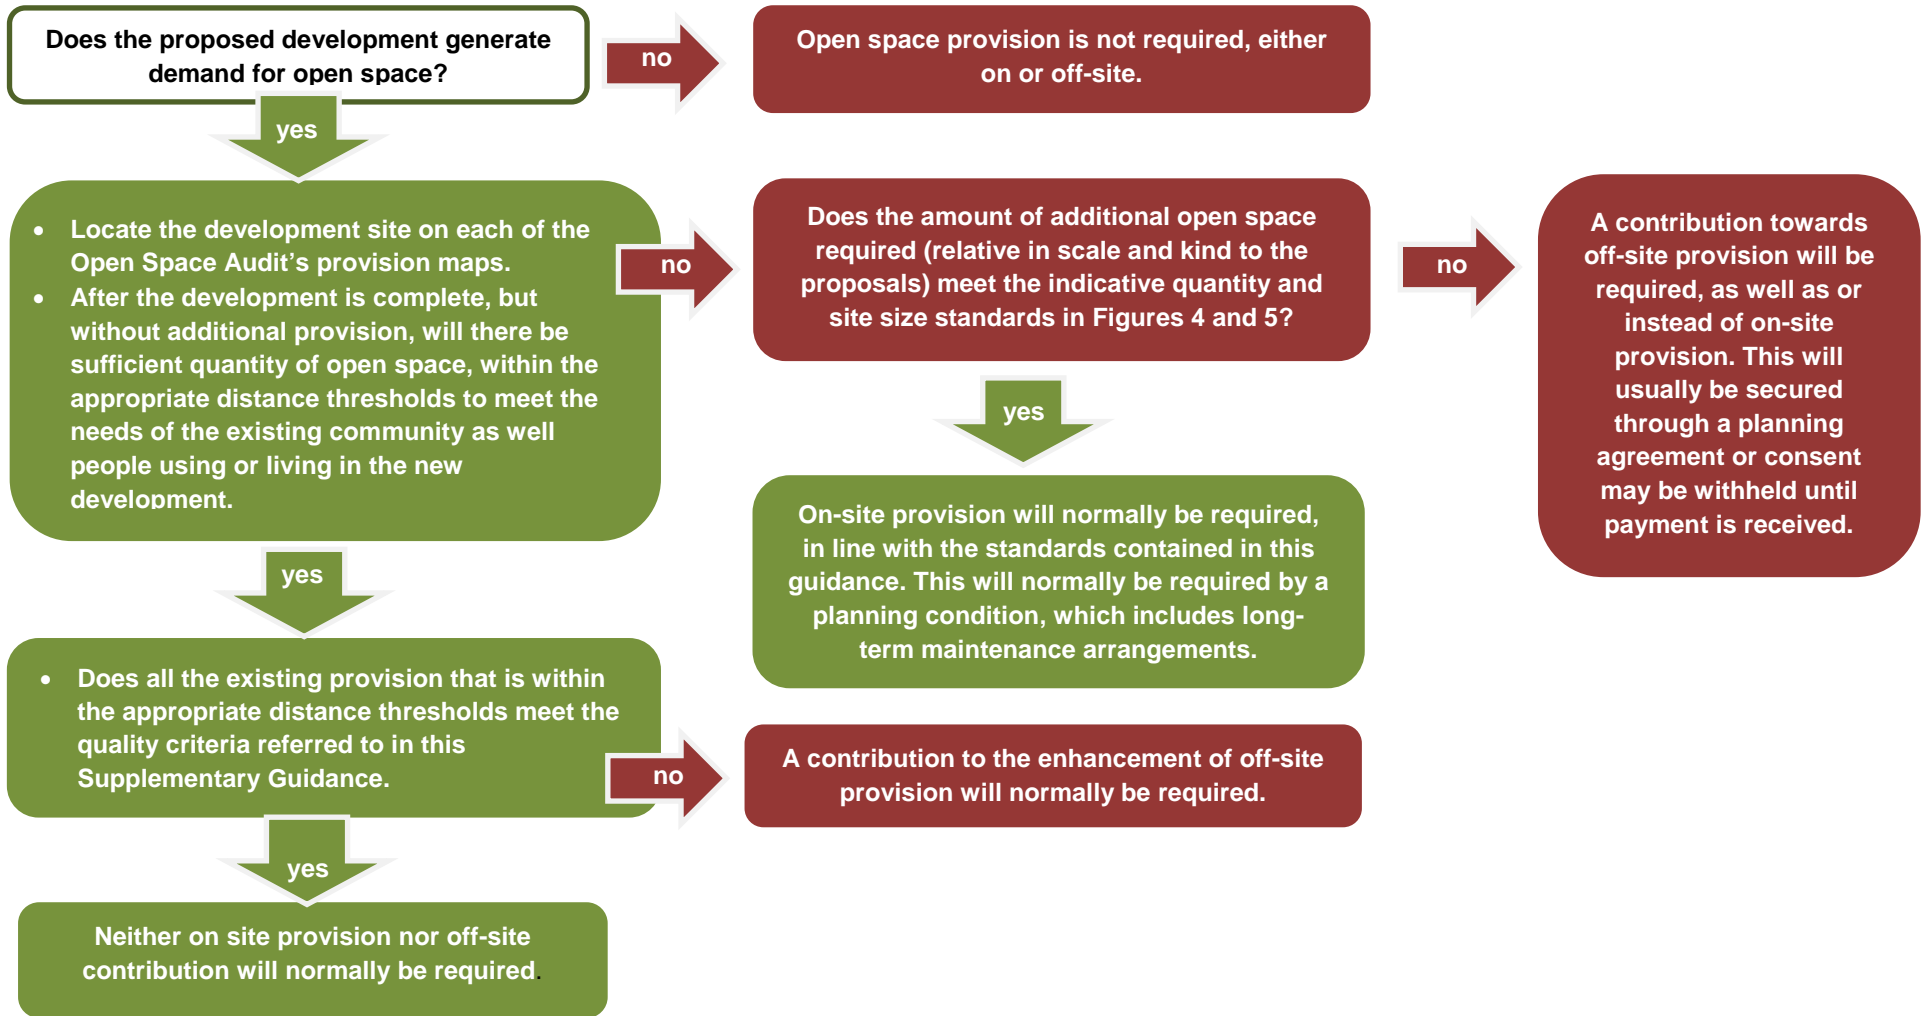 Does the proposed development generate
demand for open space?
no
Open space provision is not required, either
on or off-site.
yes
• Locate the development site on each of the
Open Space Audit's provision maps.
• After the development is complete, but
without additional provision, will there be
sufficient quantity of open space, within the
appropriate distance thresholds to meet the
needs of the existing community as well
people using or living in the new
development.
no
Does the amount of additional open space
required (relative in scale and kind to the
proposals) meet the indicative quantity and
site size standards in Figures 4 and 5?
no
A contribution towards
off-site provision will be
required, as well as or
instead of on-site
provision. This will
usually be secured
through a planning
agreement or consent
may be withheld until
payment is received.
yes
On-site provision will normally be required,
in line with the standards contained in this
guidance. This will normally be required by a
planning condition, which includes long-
term maintenance arrangements.
yes
• Does all the existing provision that is within
the appropriate distance thresholds meet the
quality criteria referred to in this
Supplementary Guidance.
no
A contribution to the enhancement of off-site
provision will normally be required.
yes
Neither on site provision nor off-site
contribution will normally be required.